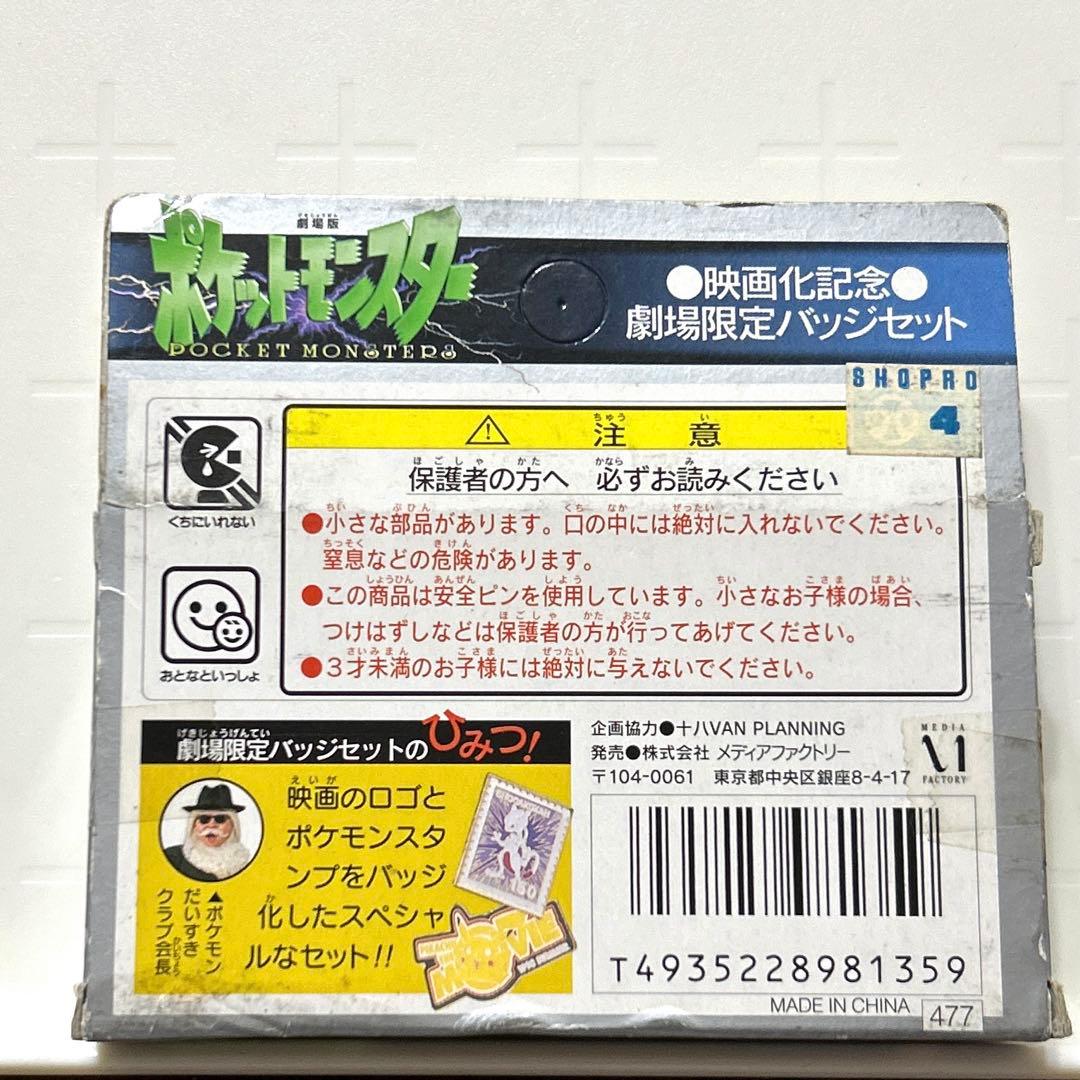 劇場版
ポケットモンスター
POCKET MONSTERS
●映画化記念●
劇場限定バッジセット
SHOPRO
4
注意
保護者の方へ 必ずお読みください
●小さな部品があります。口の中には絶対に入れないでください。
窒息などの危険があります。
●この商品は安全ピンを使用しています。小さなお子様の場合、
つけはずしなどは保護者の方が行ってあげてください。
●3才未満のお子様には絶対に与えないでください。
くちにいれない
おとなといっしょ
劇場限定バッジセットのひみつ!
映画のロゴと
ポケモンスタ
ンプをバッジ
化したスペシャ
ルなセット!!
▲ポケモン
だいすき
クラブ会長
150
MOVIE
企画協力●十八VAN PLANNING
発売●株式会社 メディアファクトリー
〒104-0061 東京都中央区銀座8-4-17
MEDIA
FACTORY
T4935228981359
MADE IN CHINA
477